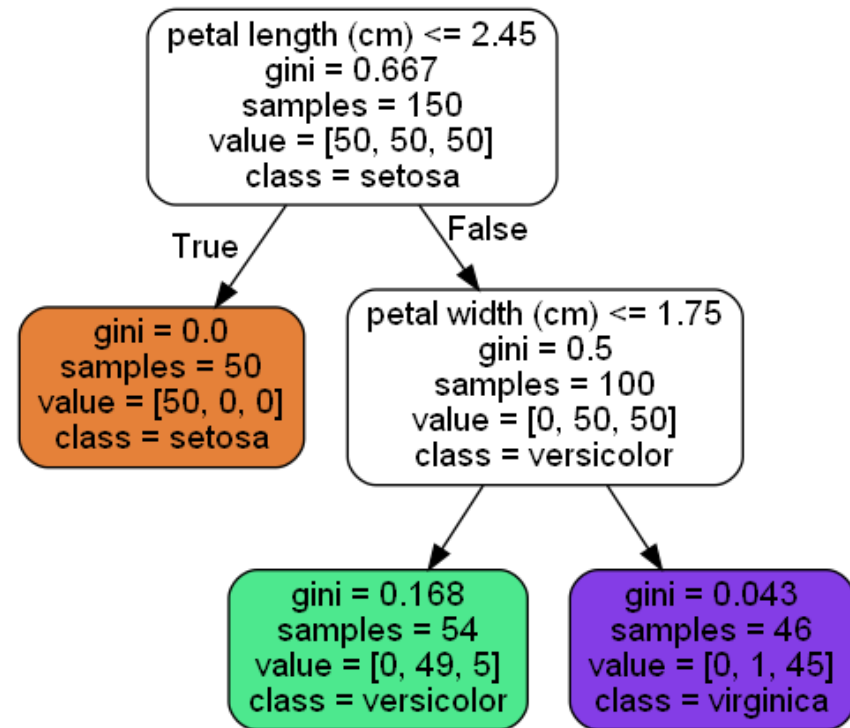 petal length (cm) <= 2.45
gini = 0.667
samples = 150
value = [50, 50, 50]
class = setosa
True
False
gini = 0.0
samples = 50
value = [50, 0, 0]
class = setosa
petal width (cm) <= 1.75
gini = 0.5
samples = 100
value = [0, 50, 50]
class = versicolor
gini = 0.168
samples = 54
value = [0, 49, 5]
class = versicolor
gini = 0.043
samples = 46
value = [0, 1, 45]
class = virginica